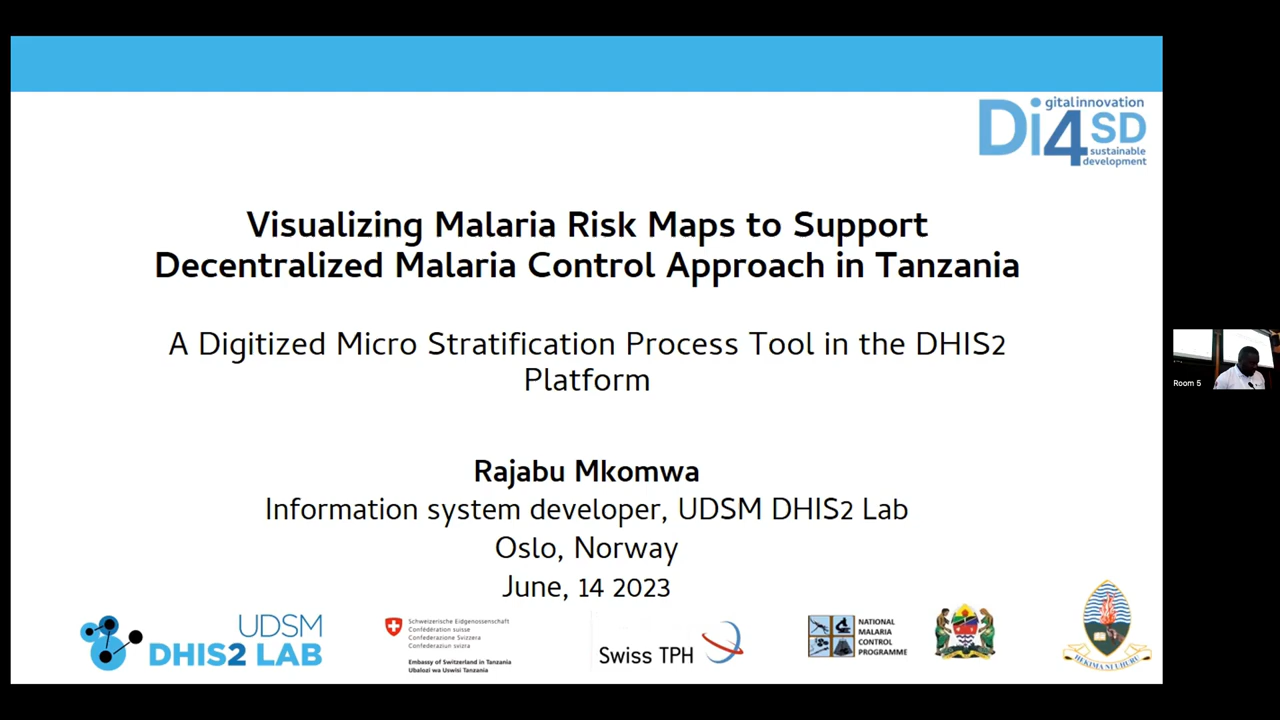 Di4SD
gitalinnovation
sustainable
development
Visualizing Malaria Risk Maps to Support
Decentralized Malaria Control Approach in Tanzania
A Digitized Micro Stratification Process Tool in the DHIS2
Platform
Rajabu Mkomwa
Information system developer, UDSM DHIS2 Lab
Oslo, Norway
June, 14 2023
UDSM
DHIS2 LAB
Schweizerische Eidgenossenschaft
Confédération suisse
Confederazione Svizzera
Confederaziun svizra
Embassy of Switzerland in Tanzania
Ubalozi wa Uswisi Tanzania
Swiss TPH
NATIONAL
MALARIA
CONTROL
PROGRAMME
HEKIMA NI UHURU
Room 5